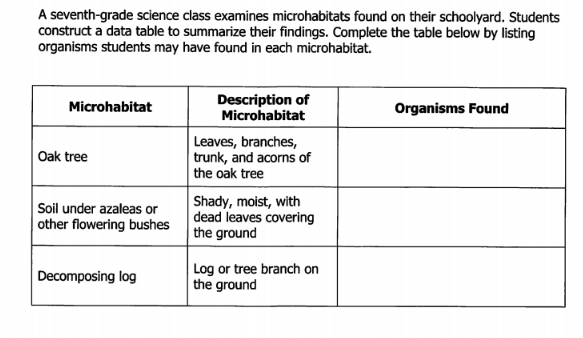 A seventh-grade science class examines microhabitats found on their schoolyard. Students
construct a data table to summarize their findings. Complete the table below by listing
organisms students may have found in each microhabitat.
Microhabitat
Description of
Microhabitat
Organisms Found
Oak tree
Leaves, branches,
trunk, and acorns of
the oak tree
Soil under azaleas or
other flowering bushes
Shady, moist, with
dead leaves covering
the ground
Decomposing log
Log or tree branch on
the ground